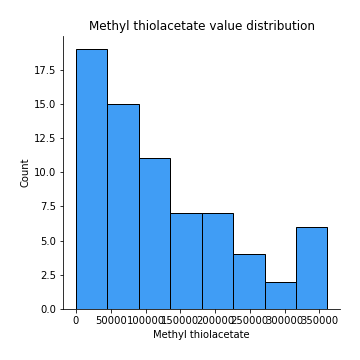 Methyl thiolacetate value distribution
17.5
15.0
12.5
10.0
7.5
5.0
2.5
0.0
Count
0 50000 100000 150000 200000 250000 300000 350000
Methyl thiolacetate